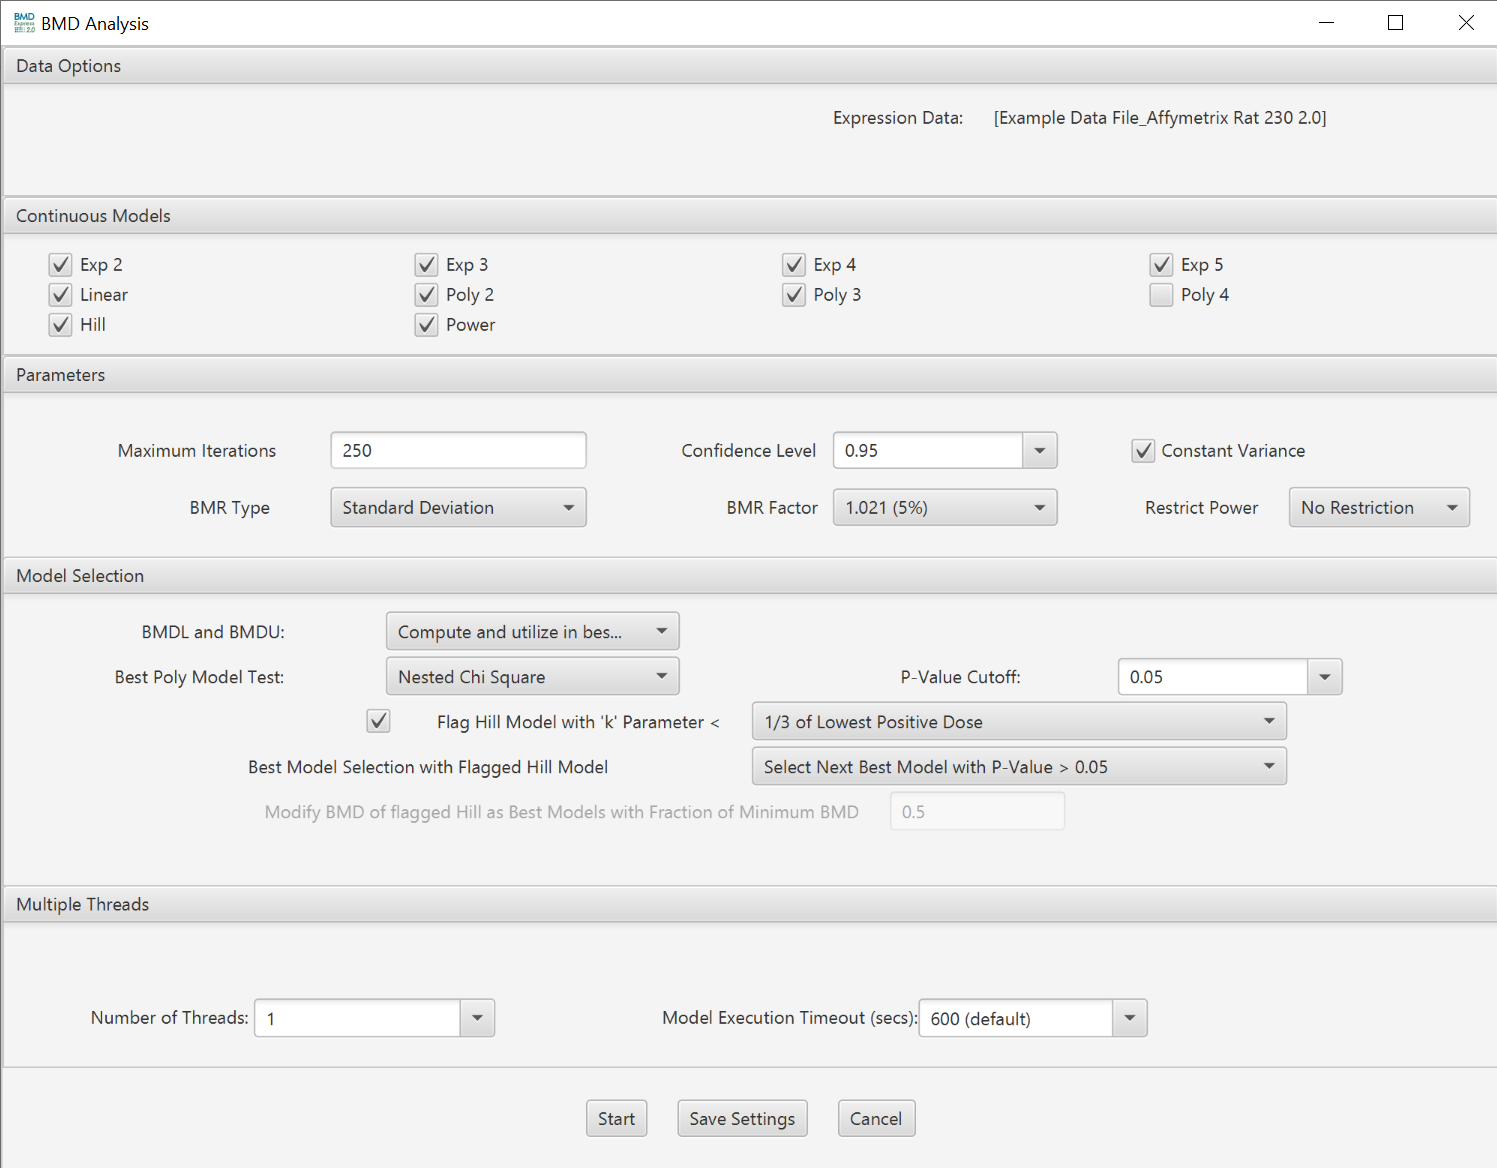 BMD Express 2.0 BMD Analysis
Data Options
Expression Data: [Example Data File_Affymetrix Rat 230 2.0]
Continuous Models
Exp 2 Exp 3 Exp 4 Exp 5
Linear Poly 2 Poly 3 Poly 4
Hill Power
Parameters
Maximum Iterations 250 Confidence Level 0.95 Constant Variance
BMR Type Standard Deviation BMR Factor 1.021 (5%) Restrict Power No Restriction
Model Selection
BMDL and BMDU: Compute and utilize in bes...
Best Poly Model Test: Nested Chi Square P-Value Cutoff: 0.05
Flag Hill Model with 'k' Parameter < 1/3 of Lowest Positive Dose
Best Model Selection with Flagged Hill Model Select Next Best Model with P-Value > 0.05
Modify BMD of flagged Hill as Best Models with Fraction of Minimum BMD 0.5
Multiple Threads
Number of Threads: 1 Model Execution Timeout (secs): 600 (default)
Start Save Settings Cancel